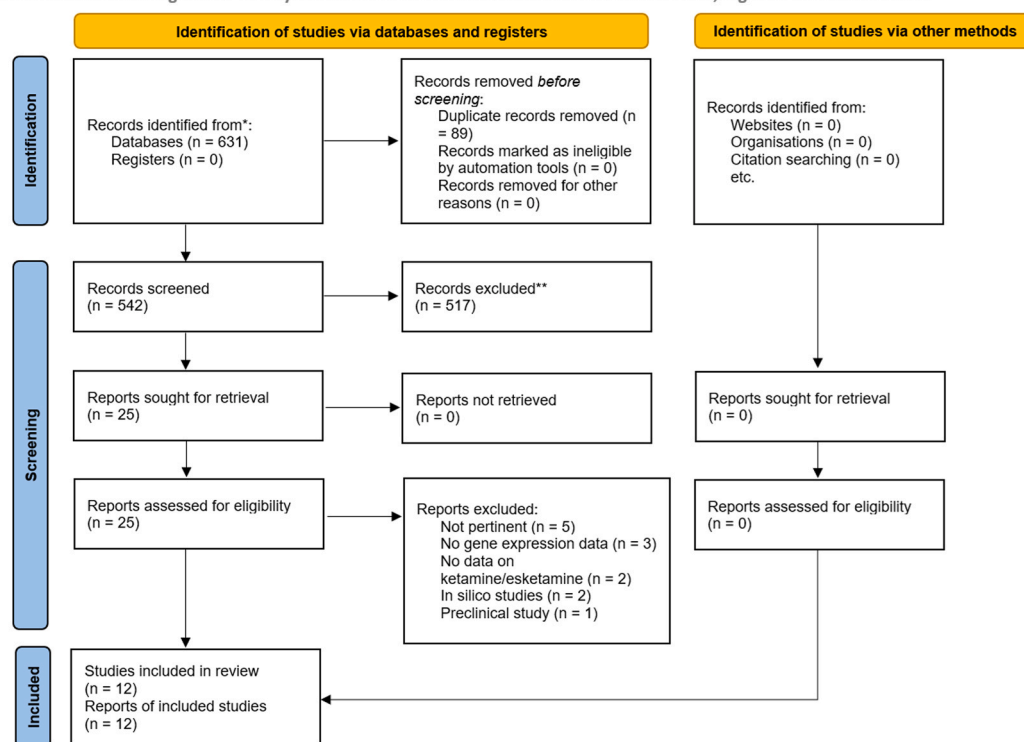 Identification of studies via databases and registers
Identification of studies via other methods
Identification
Records identified from*:
Databases (n = 631)
Registers (n = 0)
Records removed before
screening:
Duplicate records removed (n
= 89)
Records marked as ineligible
by automation tools (n = 0)
Records removed for other
reasons (n = 0)
Records identified from:
Websites (n = 0)
Organisations (n = 0)
Citation searching (n = 0)
etc.
Screening
Records screened
(n = 542)
Records excluded**
(n = 517)
Reports sought for retrieval
(n = 25)
Reports not retrieved
(n = 0)
Reports sought for retrieval
(n = 0)
Reports assessed for eligibility
(n = 25)
Reports excluded:
Not pertinent (n = 5)
No gene expression data (n = 3)
No data on
ketamine/esketamine (n = 2)
In silico studies (n = 2)
Preclinical study (n = 1)
Reports assessed for eligibility
(n = 0)
Included
Studies included in review
(n = 12)
Reports of included studies
(n = 12)